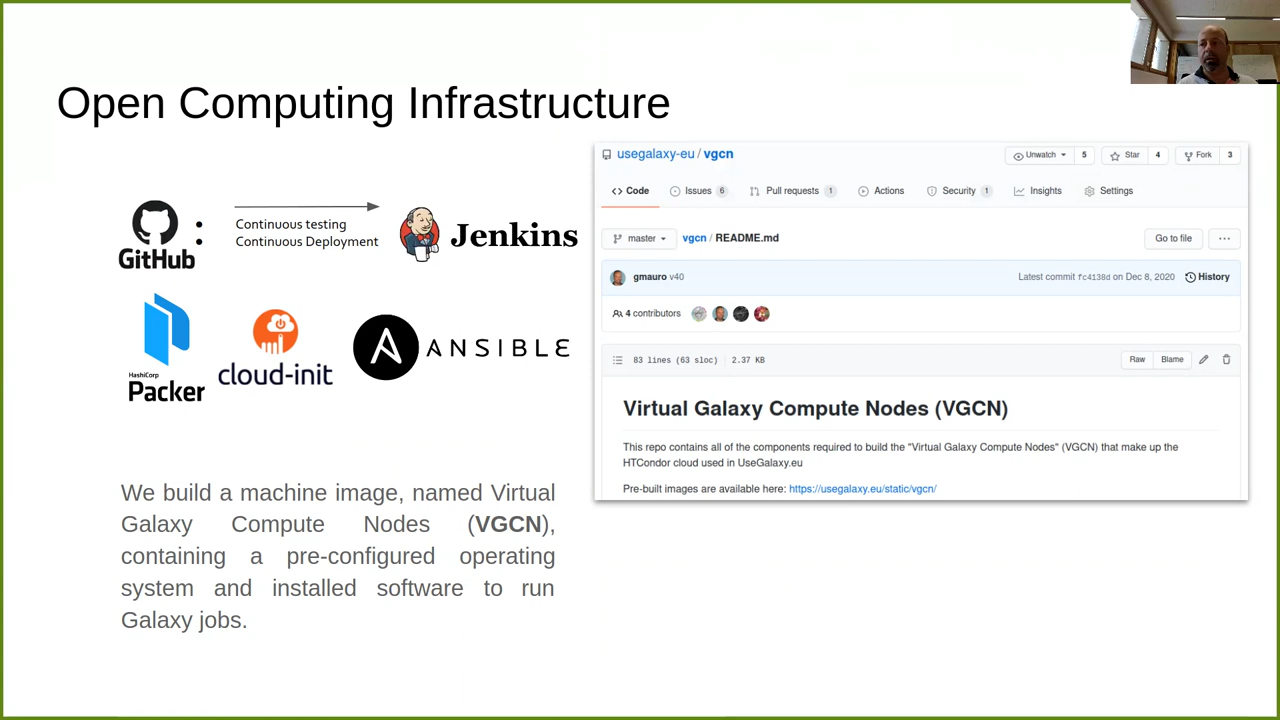 Open Computing Infrastructure
GitHub
:
Continuous testing
Continuous Deployment
Jenkins
HashiCorp
Packer
cloud-init
ANSIBLE
We build a machine image, named Virtual
Galaxy Compute Nodes (VGCN),
containing a pre-configured operating
system and installed software to run
Galaxy jobs.
usegalaxy-eu / vgcn
Unwatch 5 Star 4 Fork 3
Code Issues 6 Pull requests 1 Actions Security 1 Insights Settings
master vgcn / README.md Go to file ...
gmauro v40 Latest commit fc4138d on Dec 8, 2020 History
4 contributors
83 lines (63 sloc) 2.37 KB Raw Blame
Virtual Galaxy Compute Nodes (VGCN)
This repo contains all of the components required to build the "Virtual Galaxy Compute Nodes" (VGCN) that make up the
HTCondor cloud used in UseGalaxy.eu
Pre-built images are available here: https://usegalaxy.eu/static/vgcn/